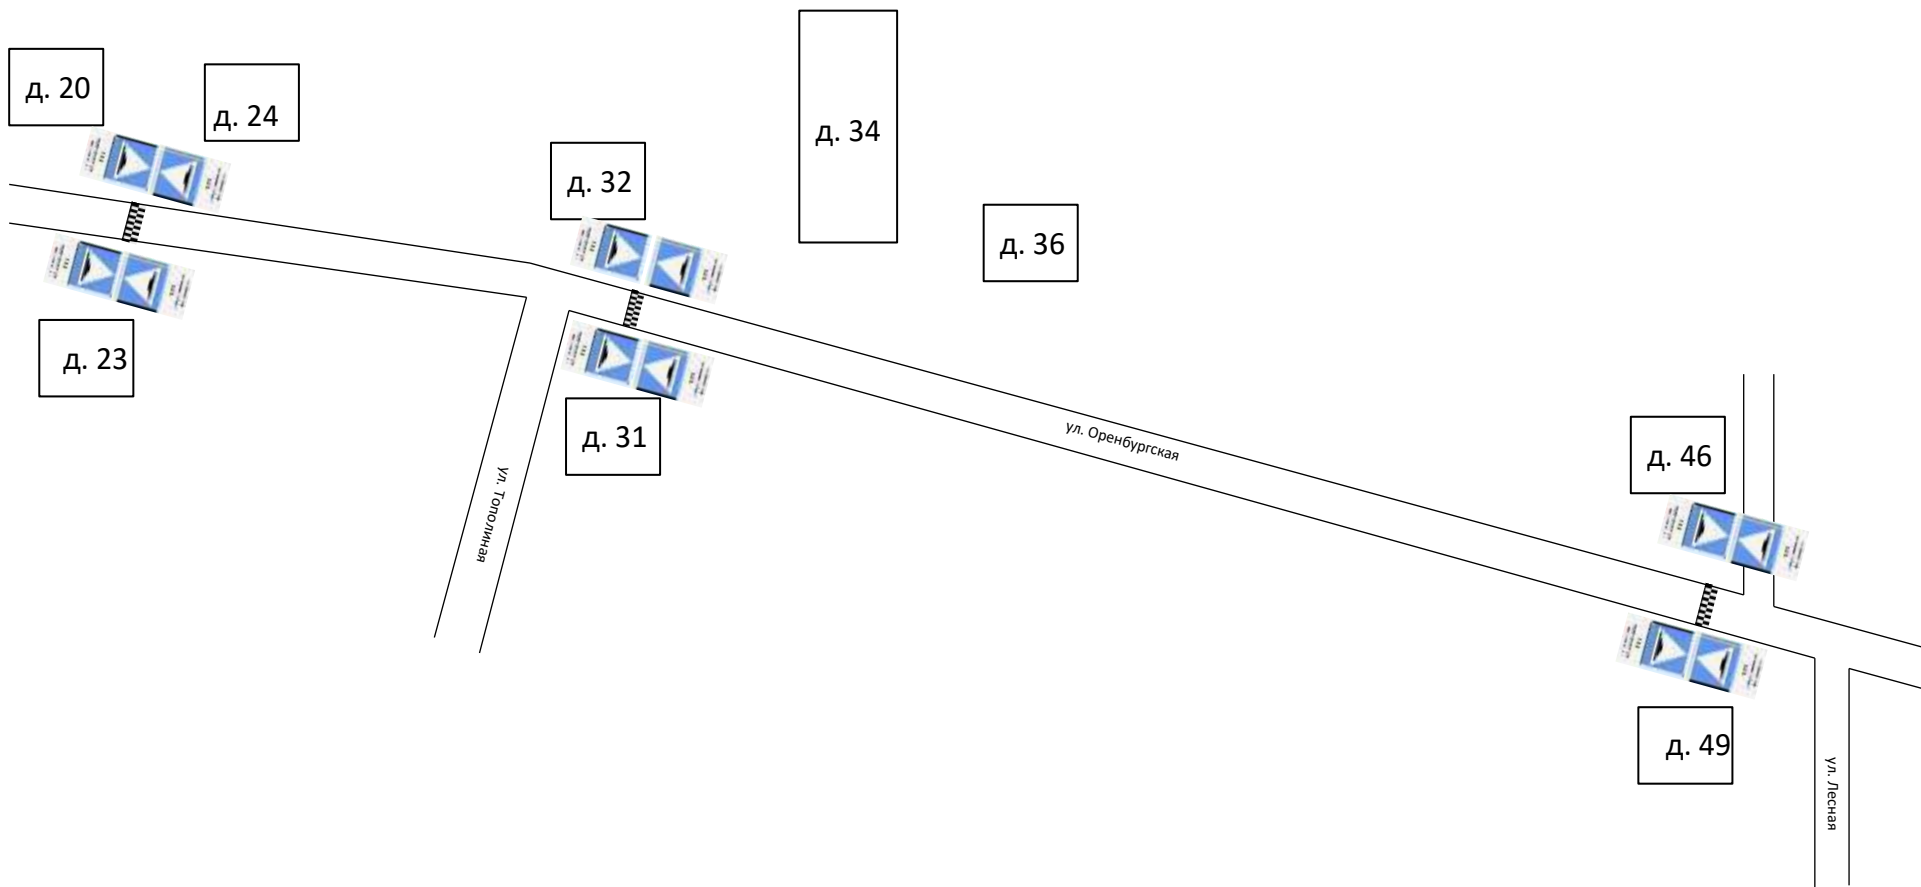 д. 20
д. 24
д. 34
д. 32
д. 36
д. 23
д. 31
ул. Оренбургская
д. 46
ул. Тополиная
д. 49
ул. Лесная